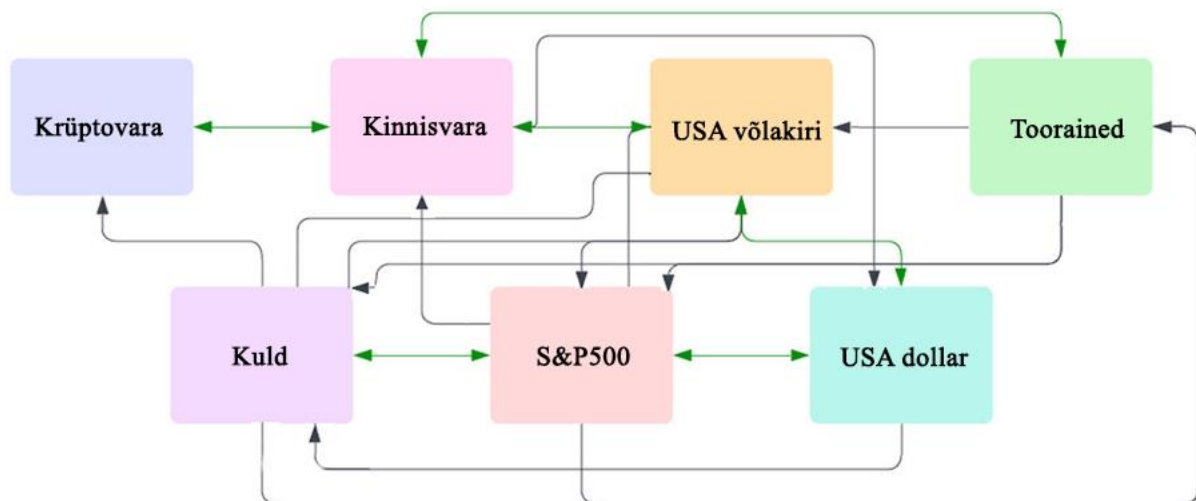 Krüptovara
Kinnisvara
USA võlakiri
Toorained
Kuld
S&P500
USA dollar